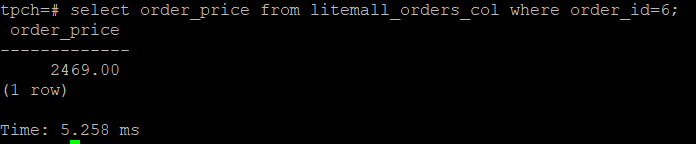 tpch=# select order_price from litemall_orders_col where order_id=6;
order_price
-------------
2469.00
(1 row)
Time: 5.258 ms